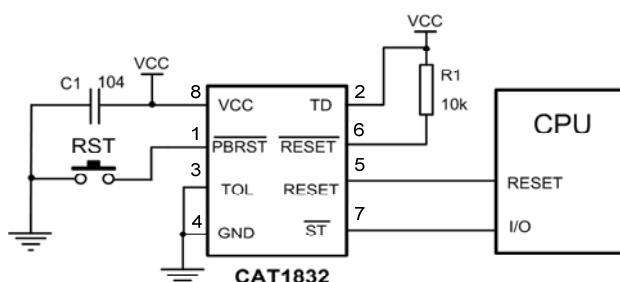 VCC
VCC
C1 104
R1
10k
8 VCC TD 2
CPU
RST
1 PBRST RESET 6
3 TOL RESET 5
RESET
4 GND ST 7
I/O
CAT1832